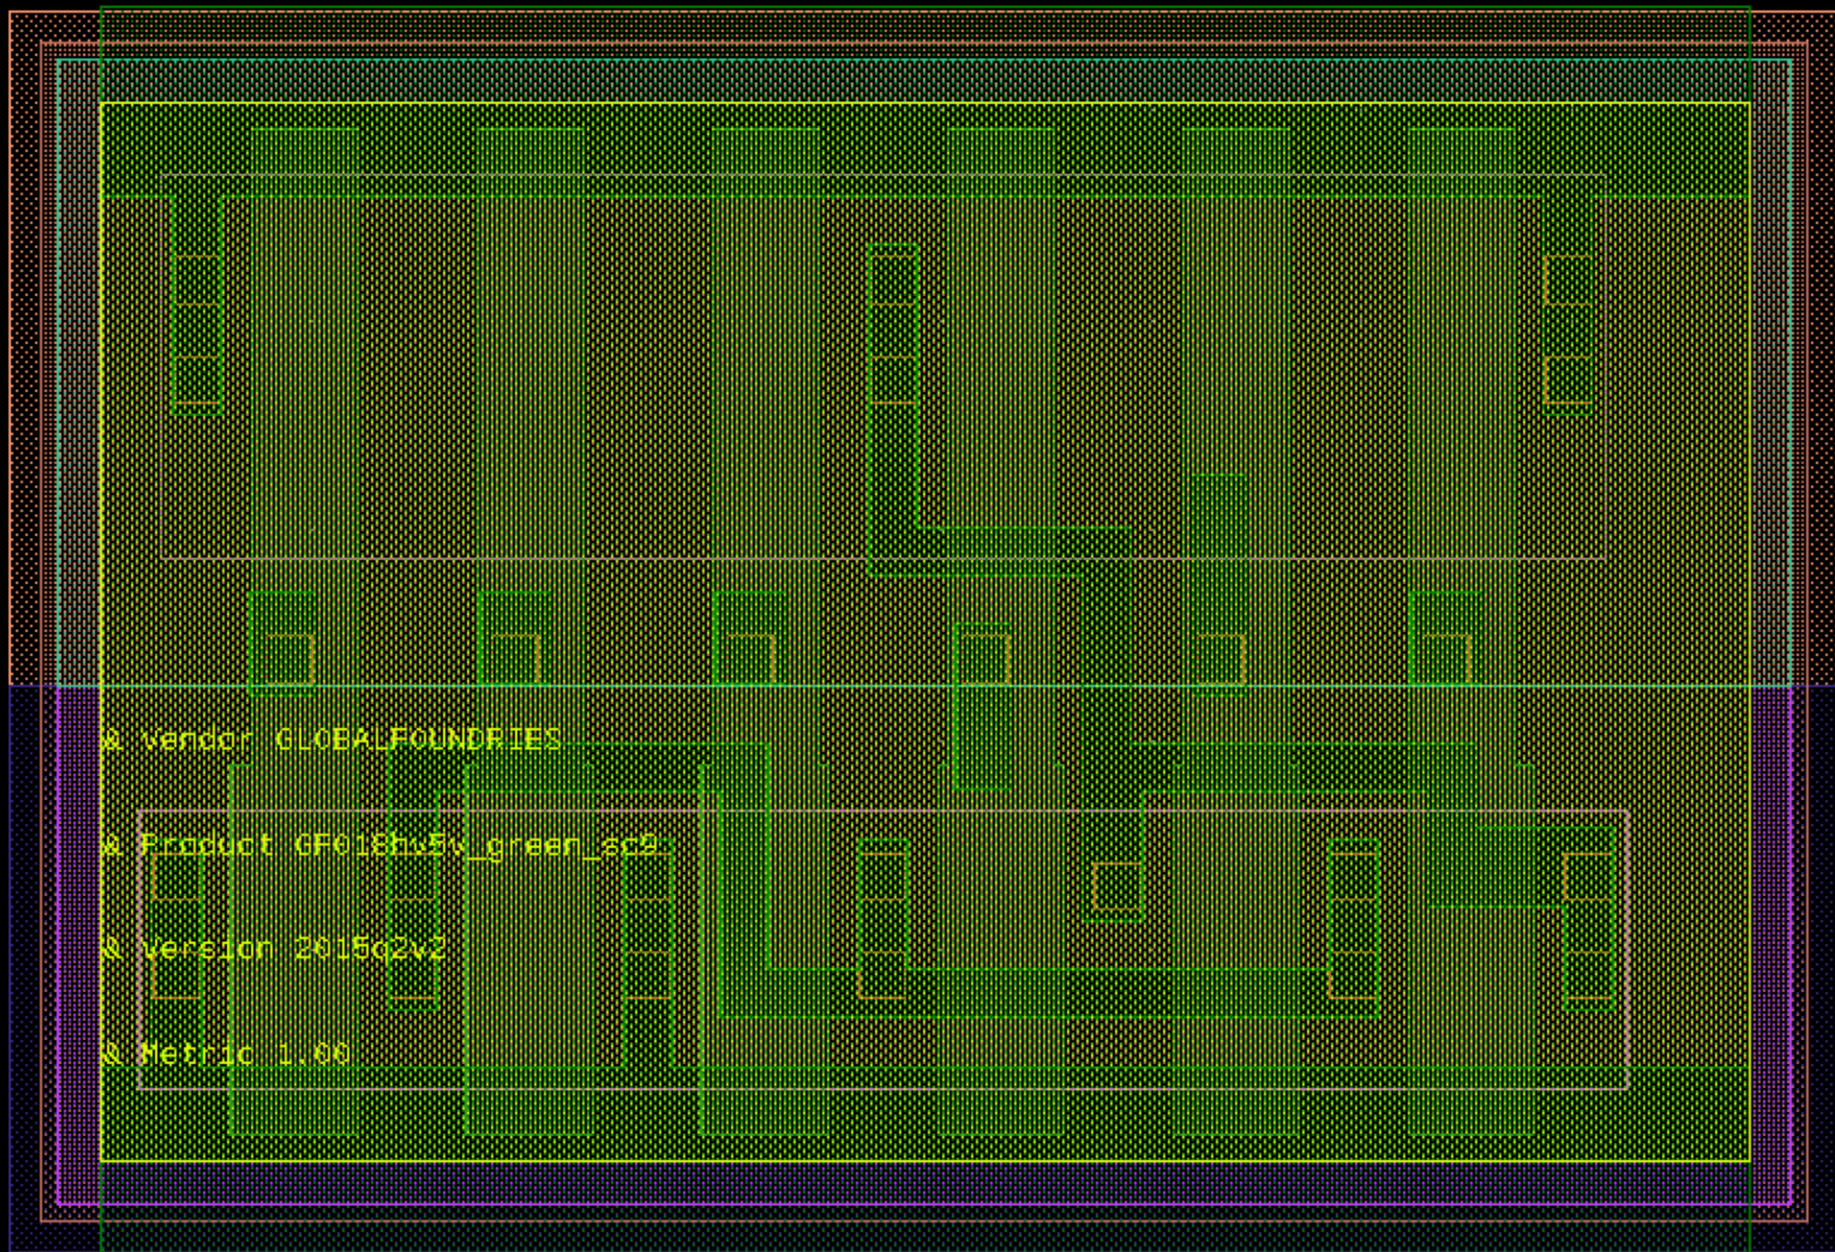 & Vendor GLOBALFOUNDRIES
& Product GF018hv5v_green_sc9
& Version 2015q2v2
& Metric 1.00